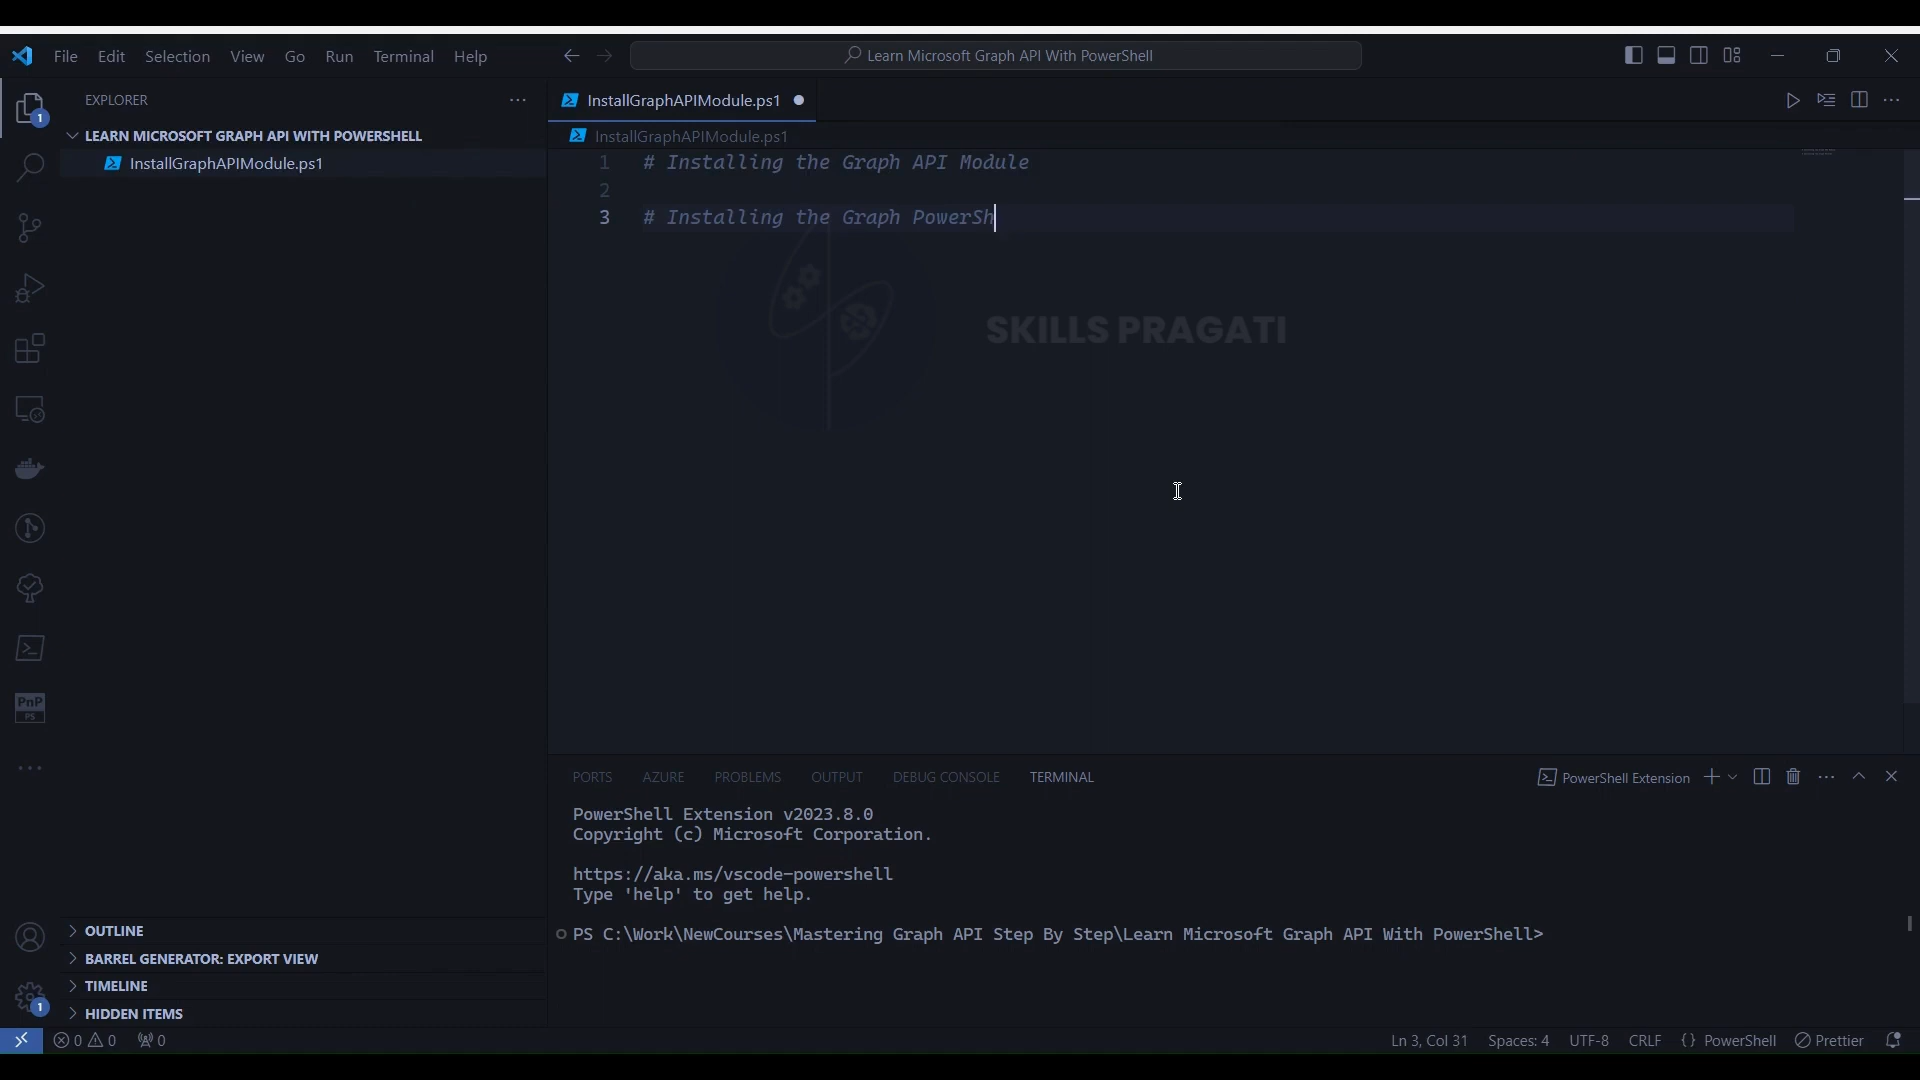 File Edit Selection View Go Run Terminal Help
Learn Microsoft Graph API With PowerShell
EXPLORER
InstallGraphAPIModule.ps1
LEARN MICROSOFT GRAPH API WITH POWERSHELL
InstallGraphAPIModule.ps1
InstallGraphAPIModule.ps1
1 # Installing the Graph API Module
2
3 # Installing the Graph PowerSh
SKILLS PRAGATI
1
PnP
PS
PORTS AZURE PROBLEMS OUTPUT DEBUG CONSOLE TERMINAL
PowerShell Extension
PowerShell Extension v2023.8.0
Copyright (c) Microsoft Corporation.
https://aka.ms/vscode-powershell
Type 'help' to get help.
PS C:\Work\NewCourses\Mastering Graph API Step By Step\Learn Microsoft Graph API With PowerShell>
OUTLINE
BARREL GENERATOR: EXPORT VIEW
TIMELINE
HIDDEN ITEMS
1
0 0 0
Ln 3, Col 31 Spaces: 4 UTF-8 CRLF {} PowerShell Prettier